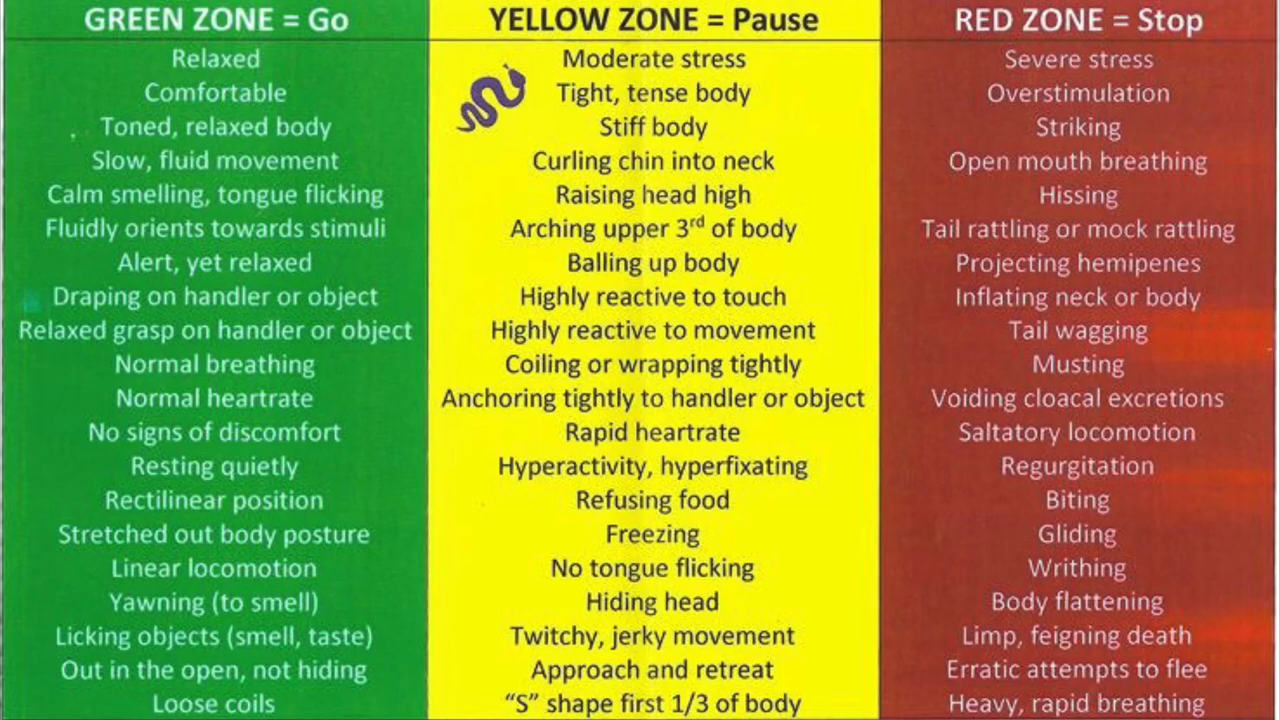 GREEN ZONE = Go
Relaxed
Comfortable
Toned, relaxed body
Slow, fluid movement
Calm smelling, tongue flicking
Fluidly orients towards stimuli
Alert, yet relaxed
Draping on handler or object
Relaxed grasp on handler or object
Normal breathing
Normal heartrate
No signs of discomfort
Resting quietly
Rectilinear position
Stretched out body posture
Linear locomotion
Yawning (to smell)
Licking objects (smell, taste)
Out in the open, not hiding
Loose coils
YELLOW ZONE = Pause
Moderate stress
Tight, tense body
Stiff body
Curling chin into neck
Raising head high
Arching upper 3rd of body
Balling up body
Highly reactive to touch
Highly reactive to movement
Coiling or wrapping tightly
Anchoring tightly to handler or object
Rapid heartrate
Hyperactivity, hyperfixating
Refusing food
Freezing
No tongue flicking
Hiding head
Twitchy, jerky movement
Approach and retreat
“S” shape first 1/3 of body
RED ZONE = Stop
Severe stress
Overstimulation
Striking
Open mouth breathing
Hissing
Tail rattling or mock rattling
Projecting hemipenes
Inflating neck or body
Tail wagging
Musting
Voiding cloacal excretions
Saltatory locomotion
Regurgitation
Biting
Gliding
Writhing
Body flattening
Limp, feigning death
Erratic attempts to flee
Heavy, rapid breathing